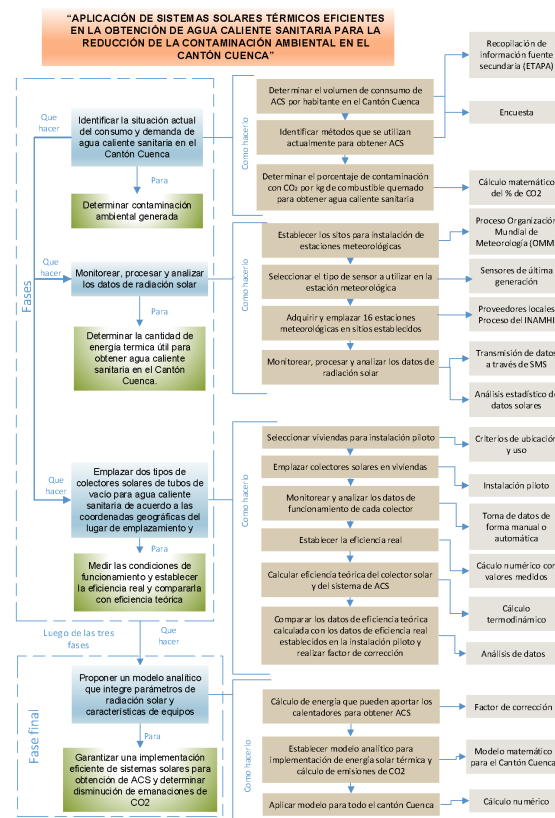 "APLICACIÓN DE SISTEMAS SOLARES TÉRMICOS EFICIENTES
EN LA OBTENCIÓN DE AGUA CALIENTE SANITARIA PARA LA
REDUCCIÓN DE LA CONTAMINACIÓN AMBIENTAL EN EL
CANTÓN CUENCA"
Fases
Que
hacer
Identificar la situación actual
del consumo y demanda de
agua caliente sanitaria en el
Cantón Cuenca
Para
Determinar contaminación
ambiental generada
Como hacerlo
Determinar el volumen de connsumo de
ACS por habitante en el Cantón Cuenca
Identificar métodos que se utilizan
actualmente para obtener ACS
Determinar el porcentaje de contaminación
con CO₂ por kg de combustible quemado
para obtener agua caliente sanitaria
Recopilación de
información fuente
secundaria (ETAPA)
Encuesta
Cálculo matemático
del % de CO2
Que
hacer
Monitorear, procesar y analizar
los datos de radiación solar
Para
Determinar la cantidad de
energía termica útil para
obtener agua caliente
sanitaria en el Cantón
Cuenca.
Como hacerlo
Establecer los sitos para instalación de
estaciones meteorológicas
Seleccionar el tipo de sensor a utilizar en la
estación meteorológica
Adquirir y emplazar 16 estaciones
meteorológicas en sitios establecidos
Monitorear, procesar y analizar los datos de
radiación solar
Proceso Organización
Mundial de
Meteorología (OMM)
Sensores de última
generación
Proveedores locales
Proceso del INAMHI
Transmisión de datos
a través de SMS
Análisis estadístico de
datos solares
Que
hacer
Emplazar dos tipos de
colectores solares de tubos de
vacío para agua caliente
sanitaria de acuerdo a las
coordenadas geográficas del
lugar de emplazamiento y
Para
Medir las condiciones de
funcionamiento y establecer
la eficiencia real y compararla
con eficiencia teórica
Como hacerlo
Seleccionar viviendas para instalación piloto
Emplazar colectores solares en viviendas
Monitorear y analizar los datos de
funcionamiento de cada colector
Establecer la eficiencia real
Calcular eficiencia teórica del colector solar
y del sistema de ACS
Comparar los datos de eficiencia teórica
calculada con los datos de eficiencia real
establecidos en la instalación piloto y
realizar factor de corrección
Criterios de ubicación
y uso
Instalación piloto
Toma de datos de
forma manual o
automática
Cáculo numérico con
valores medidos
Cálculo
termodinámico
Análisis de datos
Luego de las tres
fases
Que
hacer
Fase final
Proponer un modelo analítico
que integre parámetros de
radiación solar y
características de equipos
Para
Garantizar una implementación
eficiente de sistemas solares para
obtención de ACS y determinar
disminución de emanaciones de
CO2
Como hacerlo
Cálculo de energía que pueden aportar los
calentadores para obtener ACS
Establecer modelo analítico para
implementación de energía solar térmica y
cálculo de emisiones de CO2
Aplicar modelo para todo el cantón Cuenca
Factor de corrección
Modelo matemático
para el Cantón Cuenca
Cálculo numérico